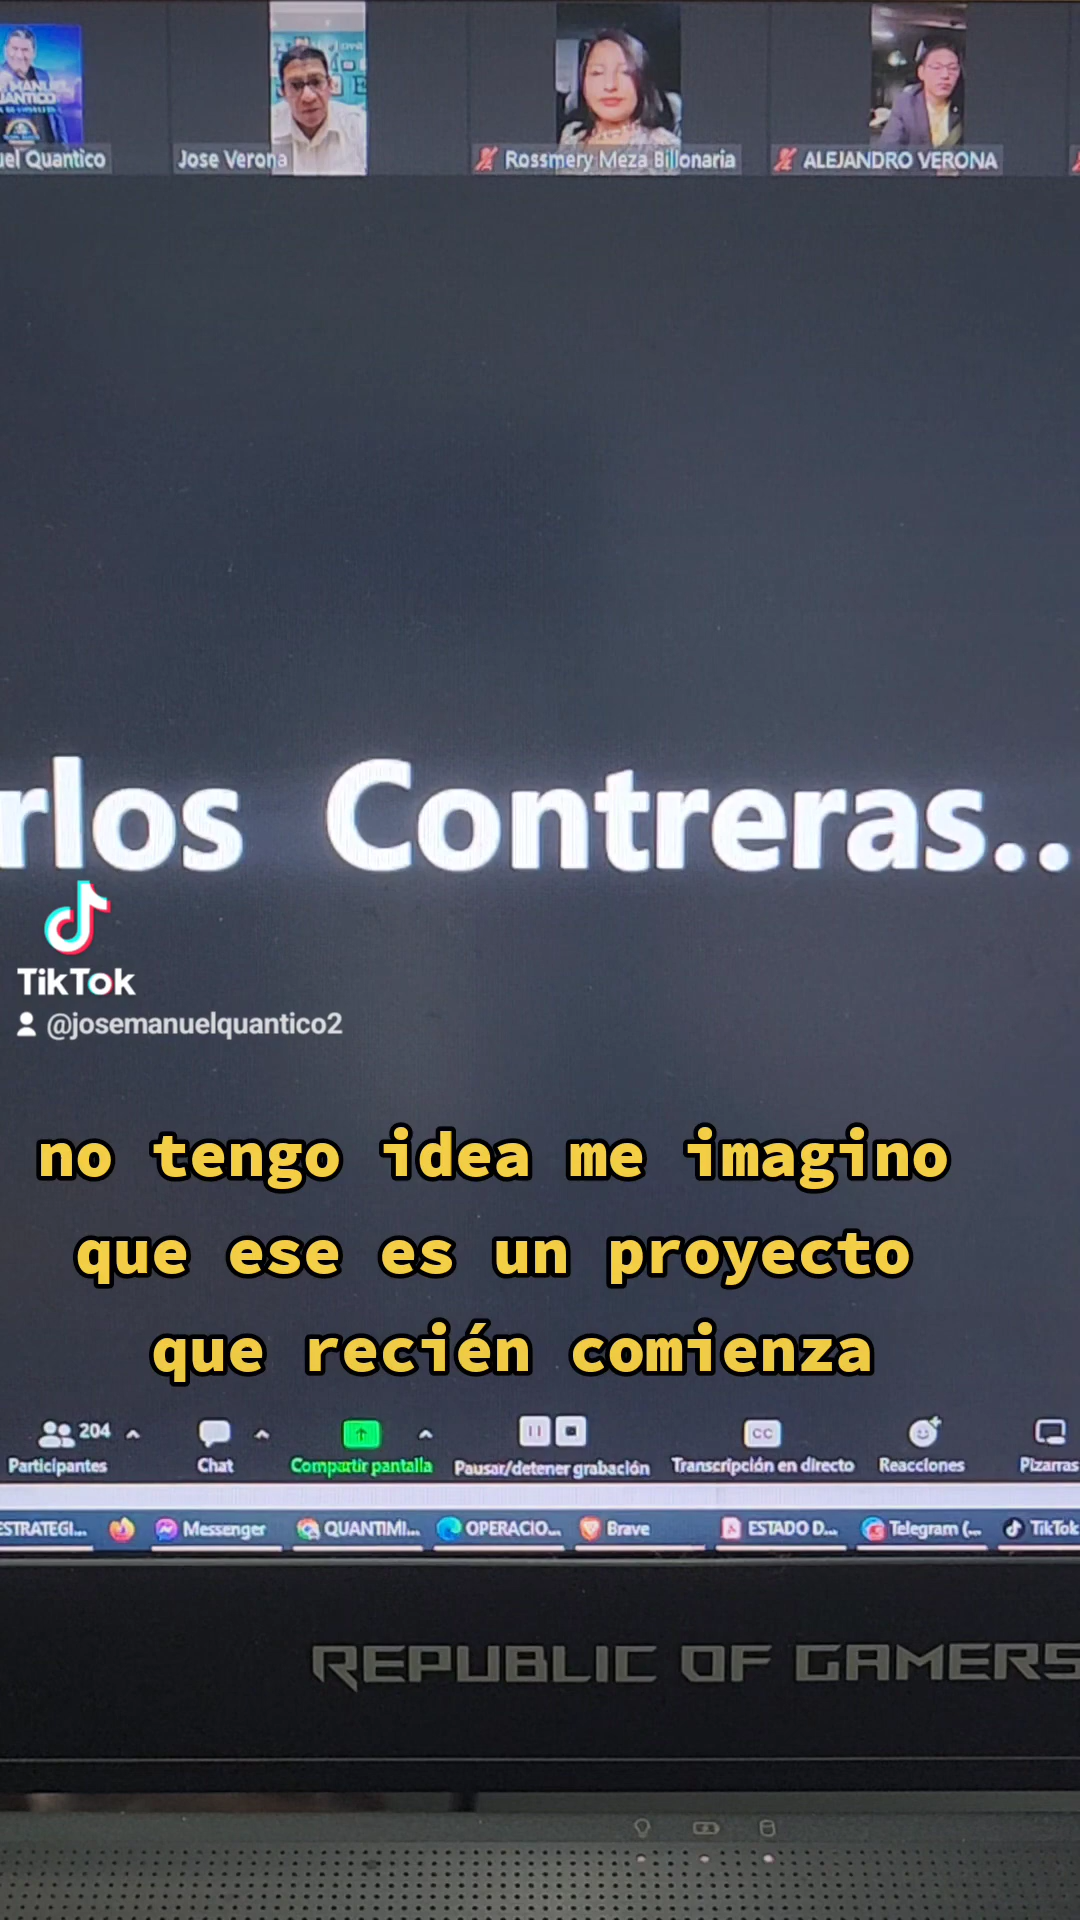 uel Quantico
Jose Verona
Rossmery Meza Billonaria
ALEJANDRO VERONA
rlos Contreras..
TikTok
@josemanuelquantico2
no tengo idea me imagino
que ese es un proyecto
que recién comienza
204
Participantes
Chat
Compartir pantalla
Pausar/detener grabación
CC
Transcripción en directo
Reacciones
Pizarras
ESTRATEGI...
Messenger
QUANTIMI...
OPERACIO...
Brave
ESTADO D...
Telegram (...
TikTok
REPUBLIC OF GAMERS